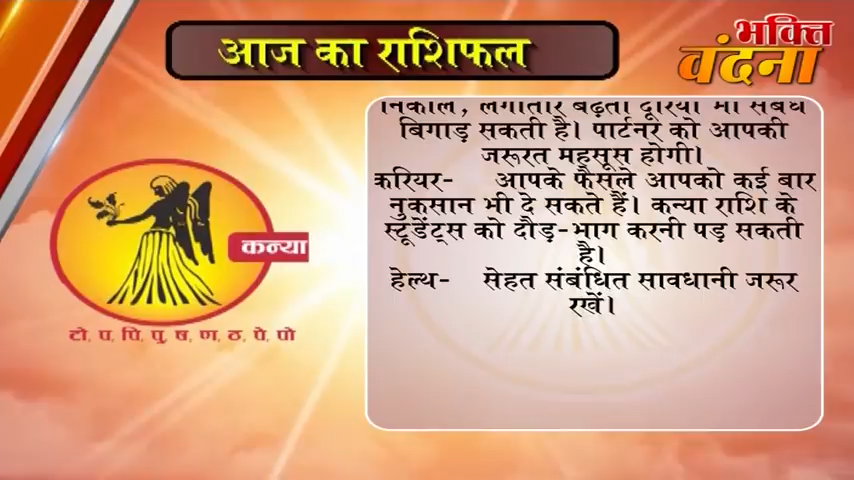 आज का राशिफल
भक्ति
वंदना
बिगाड़ सकती है। पार्टनर को आपकी
जरूरत महसूस होगी।
करियर- आपके फैसले आपको कई बार
नुकसान भी दे सकते हैं। कन्या राशि के
स्टूडेंट्स को दौड़-भाग करनी पड़ सकती
है।
हेल्थ- सेहत संबंधित सावधानी जरूर
रखें।
कन्या
टो, प, पि, पु, ष, ण, ठ, पे, पो